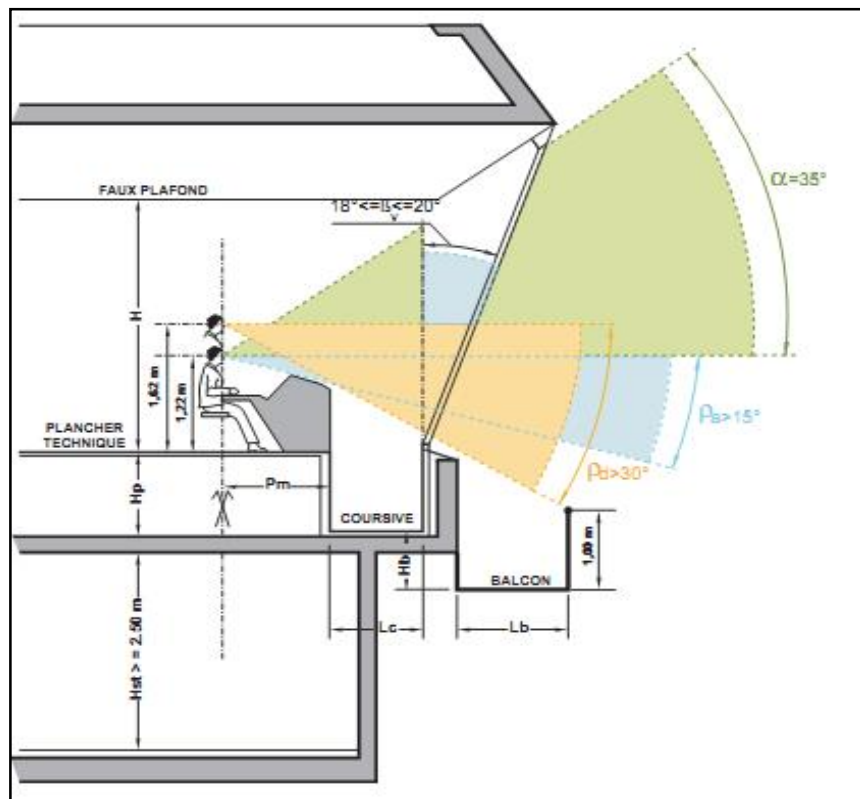 α=35°
FAUX PLAFOND
18°<=ß<=20°
H
1,62 m
1,22 m
ρs>15°
PLANCHER
TECHNIQUE
ρd>30°
Hp
Pm
COURSIVE
Hb
BALCON
1,00 m
Hst > = 2.50 m
Lc
Lb